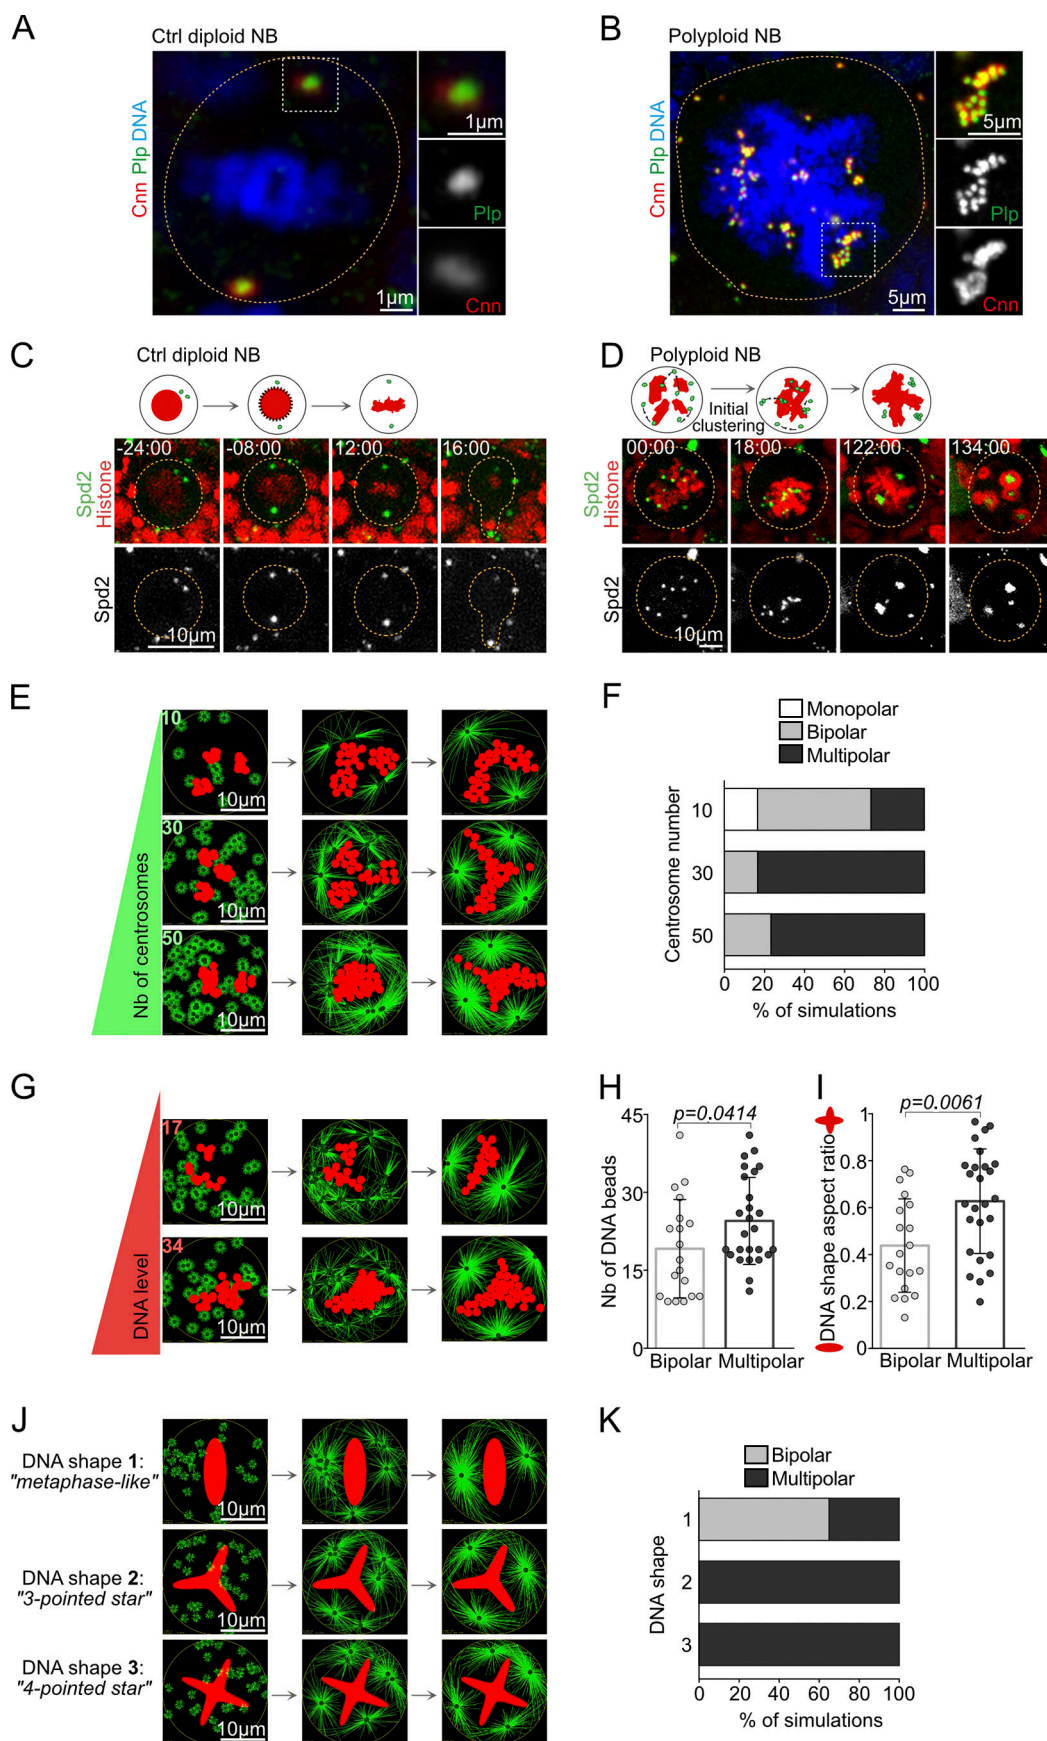 A
Ctrl diploid NB
Cnn Plp DNA
1µm
1µm
Plp
Cnn
B
Polyploid NB
Cnn Plp DNA
5µm
5µm
Plp
Cnn
C
Ctrl diploid NB
Spd2
Histone
-24:00
-08:00
12:00
16:00
Spd2
10µm
D
Polyploid NB
Initial
clustering
Spd2
Histone
00:00
18:00
122:00
134:00
Spd2
10µm
E
Nb of centrosomes
10
10µm
30
10µm
50
10µm
F
Monopolar
Bipolar
Multipolar
Centrosome number
10
30
50
0 20 40 60 80 100
% of simulations
G
DNA level
17
10µm
34
10µm
H
p=0.0414
Nb of DNA beads
45
30
15
0
Bipolar Multipolar
I
p=0.0061
DNA shape aspect ratio
1
0.8
0.6
0.4
0.2
0
Bipolar Multipolar
J
DNA shape 1:
"metaphase-like"
10µm
DNA shape 2:
"3-pointed star"
10µm
DNA shape 3:
"4-pointed star"
10µm
K
Bipolar
Multipolar
DNA shape
1
2
3
0 20 40 60 80 100
% of simulations